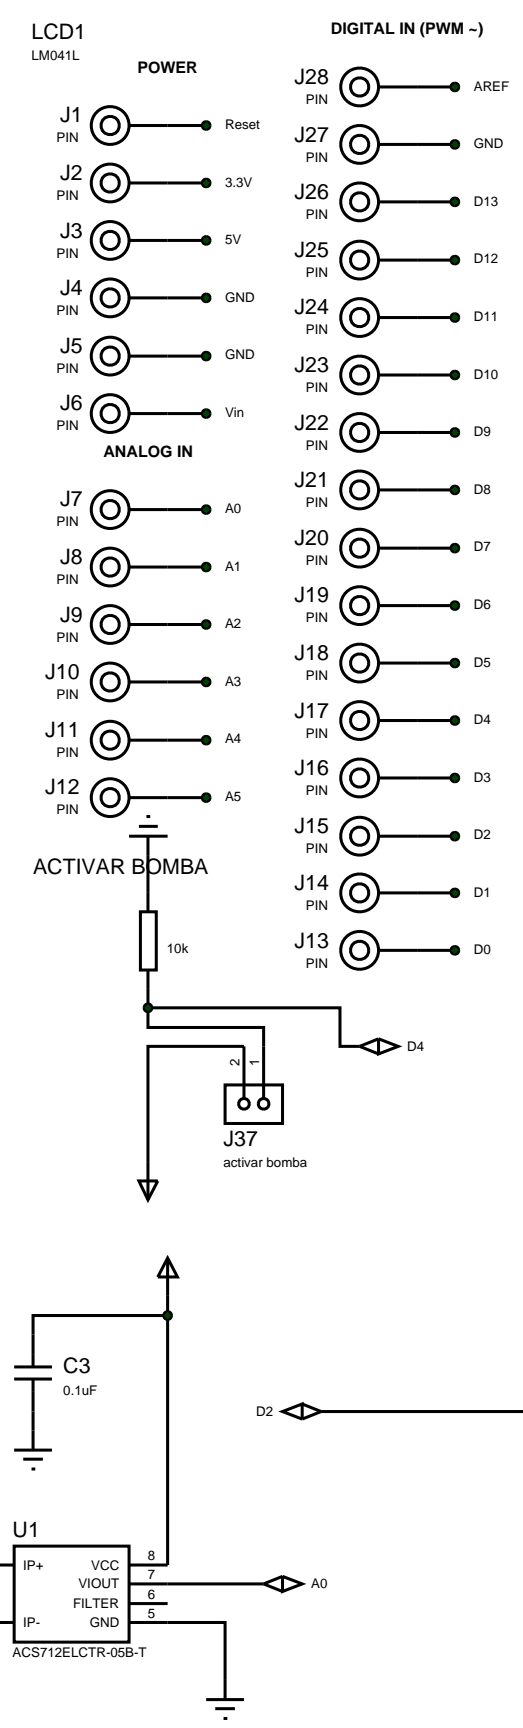 LCD1
LM041L
POWER
J1
PIN
Reset
J2
PIN
3.3V
J3
PIN
5V
J4
PIN
GND
J5
PIN
GND
J6
PIN
Vin
ANALOG IN
J7
PIN
A0
J8
PIN
A1
J9
PIN
A2
J10
PIN
A3
J11
PIN
A4
J12
PIN
A5
DIGITAL IN (PWM ~)
J28
PIN
AREF
J27
PIN
GND
J26
PIN
D13
J25
PIN
D12
J24
PIN
D11
J23
PIN
D10
J22
PIN
D9
J21
PIN
D8
J20
PIN
D7
J19
PIN
D6
J18
PIN
D5
J17
PIN
D4
J16
PIN
D3
J15
PIN
D2
J14
PIN
D1
J13
PIN
D0
ACTIVAR BOMBA
10k
D4
2
1
J37
activar bomba
C3
0.1uF
D2
U1
IP+
VCC
8
VIOUT
7
A0
FILTER
6
IP-
GND
5
ACS712ELCTR-05B-T